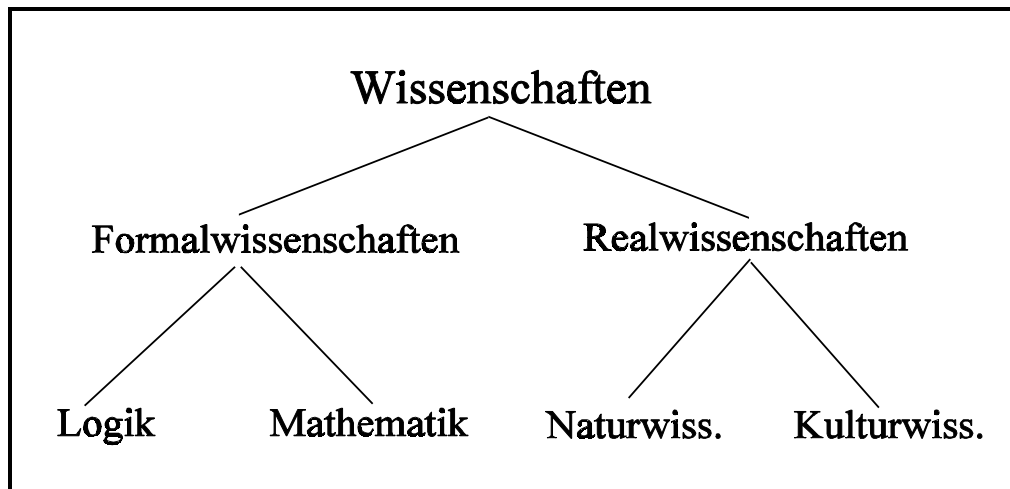 Wissenschaften
Formalwissenschaften Realwissenschaften
Logik Mathematik Naturwiss. Kulturwiss.